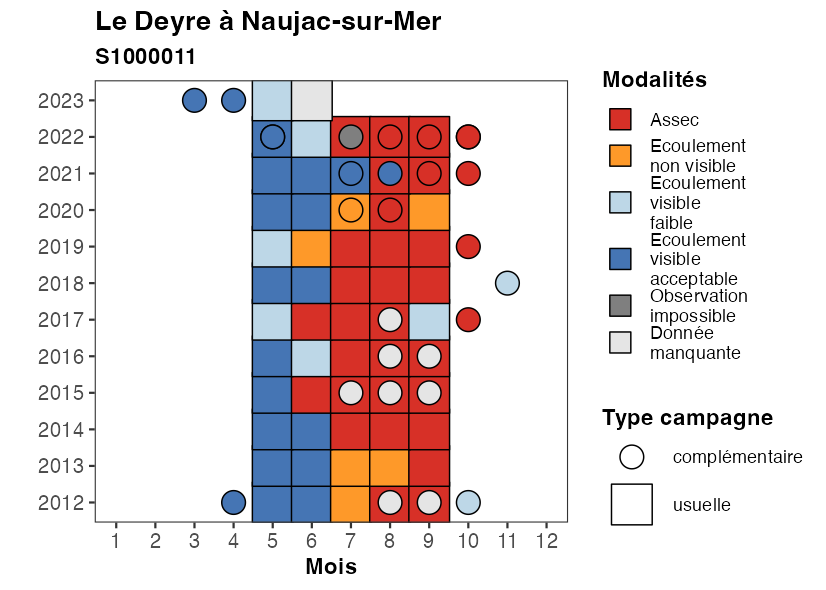 Le Deyre à Naujac-sur-Mer
S1000011
2023
2022
2021
2020
2019
2018
2017
2016
2015
2014
2013
2012
1 2 3 4 5 6 7 8 9 10 11 12
Mois
Modalités
Assec
Ecoulement
non visible
Ecoulement
visible
faible
Ecoulement
visible
acceptable
Observation
impossible
Donnée
manquante
Type campagne
complémentaire
usuelle